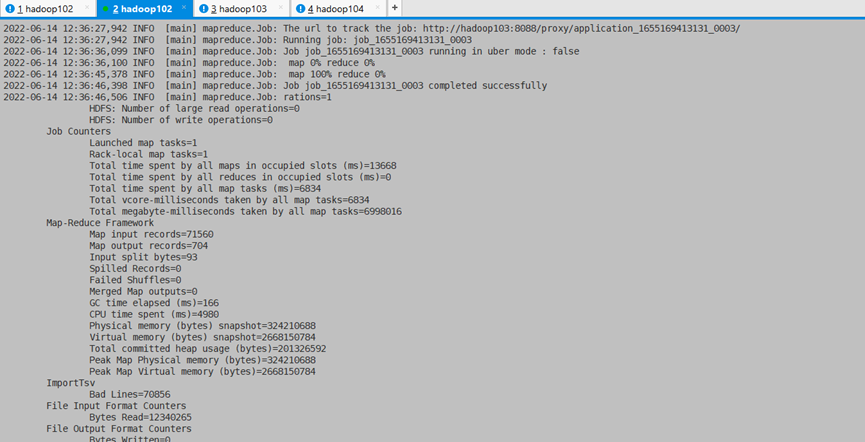 1 hadoop102 × 2 hadoop102 × 3 hadoop103 × 4 hadoop104 × +
2022-06-14 12:36:27,942 INFO [main] mapreduce.Job: The url to track the job: http://hadoop103:8088/proxy/application_1655169413131_0003/
2022-06-14 12:36:27,942 INFO [main] mapreduce.Job: Running job: job_1655169413131_0003
2022-06-14 12:36:36,099 INFO [main] mapreduce.Job: Job job_1655169413131_0003 running in uber mode : false
2022-06-14 12:36:36,100 INFO [main] mapreduce.Job: map 0% reduce 0%
2022-06-14 12:36:45,378 INFO [main] mapreduce.Job: map 100% reduce 0%
2022-06-14 12:36:46,398 INFO [main] mapreduce.Job: Job job_1655169413131_0003 completed successfully
2022-06-14 12:36:46,506 INFO [main] mapreduce.Job: rations=1
HDFS: Number of large read operations=0
HDFS: Number of write operations=0
Job Counters
Launched map tasks=1
Rack-local map tasks=1
Total time spent by all maps in occupied slots (ms)=13668
Total time spent by all reduces in occupied slots (ms)=0
Total time spent by all map tasks (ms)=6834
Total vcore-milliseconds taken by all map tasks=6834
Total megabyte-milliseconds taken by all map tasks=6998016
Map-Reduce Framework
Map input records=71560
Map output records=704
Input split bytes=93
Spilled Records=0
Failed Shuffles=0
Merged Map outputs=0
GC time elapsed (ms)=166
CPU time spent (ms)=4980
Physical memory (bytes) snapshot=324210688
Virtual memory (bytes) snapshot=2668150784
Total committed heap usage (bytes)=201326592
Peak Map Physical memory (bytes)=324210688
Peak Map Virtual memory (bytes)=2668150784
ImportTsv
Bad Lines=70856
File Input Format Counters
Bytes Read=12340265
File Output Format Counters
Bytes Written=0